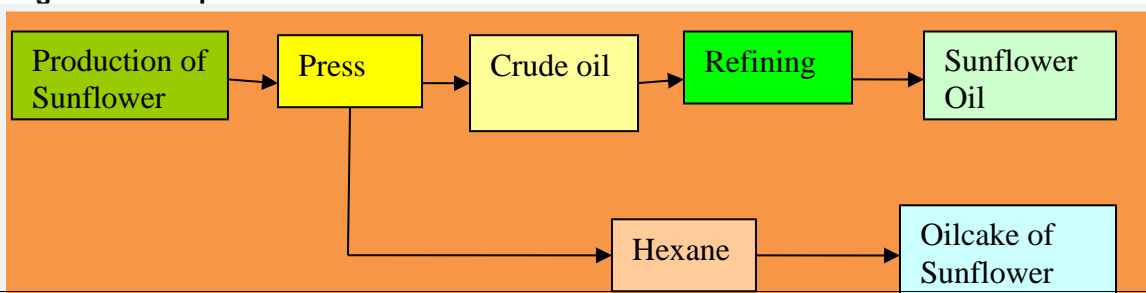 Production of
Sunflower
Press
Crude oil
Refining
Sunflower
Oil
Hexane
Oilcake of
Sunflower